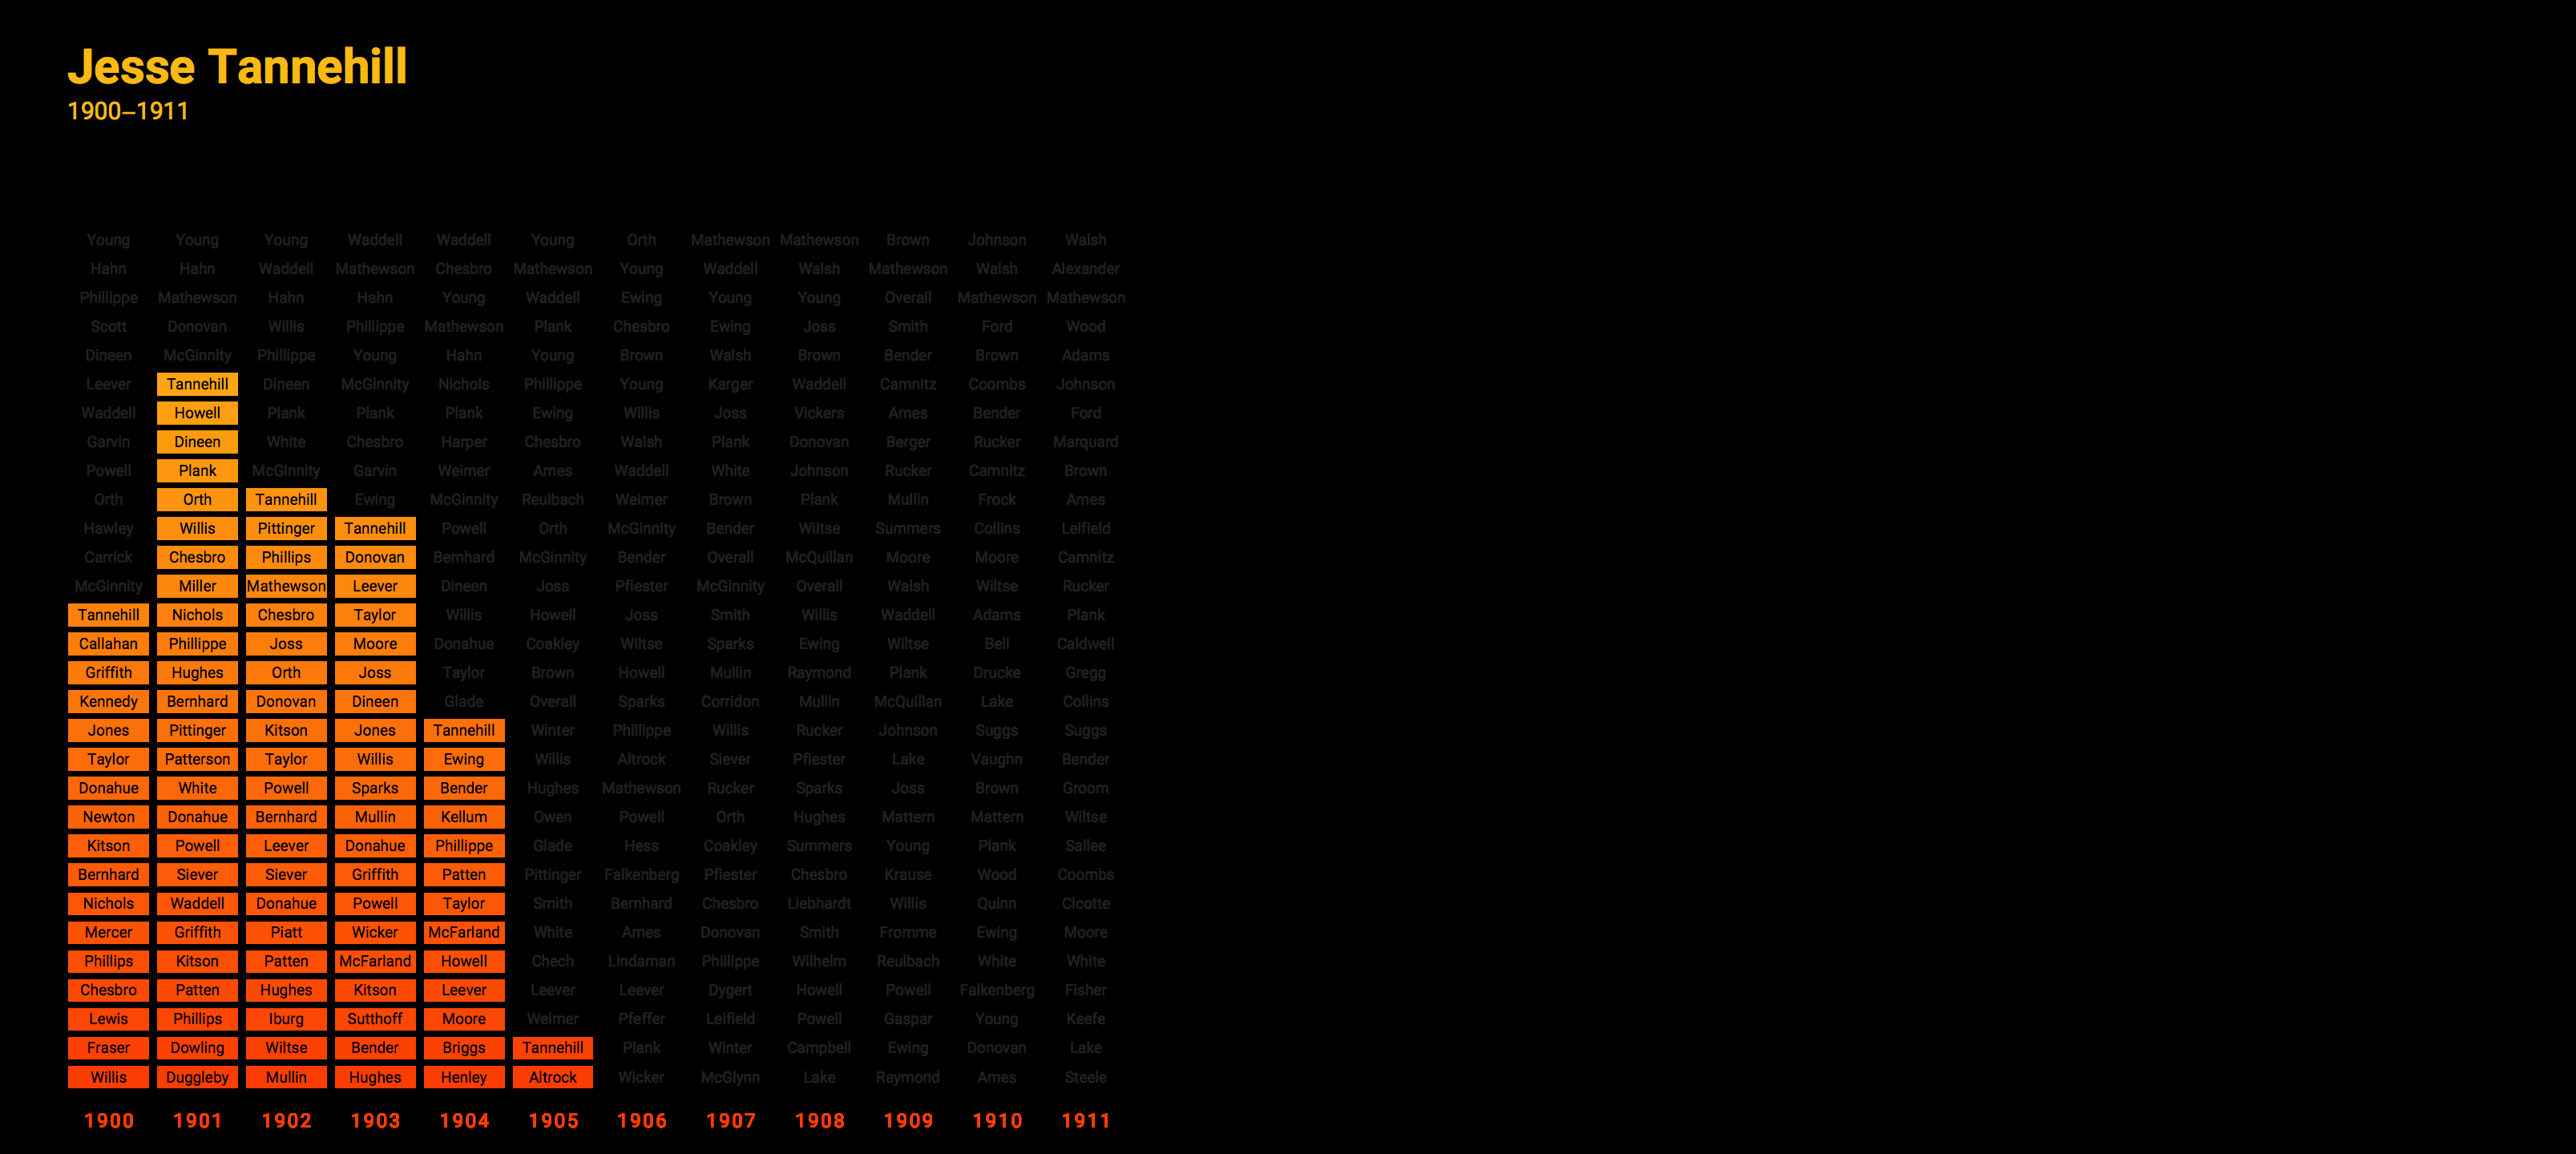 Jesse Tannehill
1900–1911
Young Young Young Waddell Waddell Young Orth Mathewson Mathewson Brown Johnson Walsh
Hahn Hahn Waddell Mathewson Chesbro Mathewson Young Waddell Walsh Mathewson Walsh Alexander
Phillippe Mathewson Hahn Hahn Young Waddell Ewing Young Young Overall Mathewson Mathewson
Scott Donovan Willis Phillippe Mathewson Plank Chesbro Ewing Joss Smith Ford Wood
Dineen McGinnity Phillippe Young Hahn Young Brown Walsh Brown Bender Brown Adams
Leever Tannehill Dineen McGinnity Nichols Phillippe Young Karger Waddell Camnitz Coombs Johnson
Waddell Howell Plank Plank Plank Ewing Willis Joss Vickers Ames Bender Ford
Garvin Dineen White Chesbro Harper Chesbro Walsh Plank Donovan Berger Rucker Marquard
Powell Plank McGinnity Garvin Weimer Ames Waddell White Johnson Rucker Camnitz Brown
Orth Orth Tannehill Ewing McGinnity Reulbach Weimer Brown Plank Mullin Frock Ames
Hawley Willis Pittinger Tannehill Powell Orth McGinnity Bender Wiltse Summers Collins Leifield
Carrick Chesbro Phillips Donovan Bernhard McGinnity Bender Overall McQuillan Moore Moore Camnitz
McGinnity Miller Mathewson Leever Dineen Joss Pfiester McGinnity Overall Walsh Wiltse Rucker
Tannehill Nichols Chesbro Taylor Willis Howell Joss Smith Willis Waddell Adams Plank
Callahan Phillippe Joss Moore Donahue Coakley Wiltse Sparks Ewing Wiltse Bell Caldwell
Griffith Hughes Orth Joss Taylor Brown Howell Mullin Raymond Plank Drucke Gregg
Kennedy Bernhard Donovan Dineen Glade Overall Sparks Corridon Mullin McQuillan Lake Collins
Jones Pittinger Kitson Jones Tannehill Winter Phillippe Willis Rucker Johnson Suggs Suggs
Taylor Patterson Taylor Willis Ewing Willis Altrock Siever Pfiester Lake Vaughn Bender
Donahue White Powell Sparks Bender Hughes Mathewson Rucker Sparks Joss Brown Groom
Newton Donahue Bernhard Mullin Kellum Owen Powell Orth Hughes Mattern Mattern Wiltse
Kitson Powell Leever Donahue Phillippe Glade Hess Coakley Summers Young Plank Sallee
Bernhard Siever Siever Griffith Patten Pittinger Falkenberg Pfiester Chesbro Krause Wood Coombs
Nichols Waddell Donahue Powell Taylor Smith Bernhard Chesbro Liebhardt Willis Quinn Cicotte
Mercer Griffith Piatt Wicker McFarland White Ames Donovan Smith Fromme Ewing Moore
Phillips Kitson Patten McFarland Howell Chech Lindaman Phillippe Wilhelm Reulbach White White
Chesbro Patten Hughes Kitson Leever Leever Leever Dygert Howell Powell Falkenberg Fisher
Lewis Phillips Iburg Sutthoff Moore Weimer Pfeffer Leifield Powell Gaspar Young Keefe
Fraser Dowling Wiltse Bender Briggs Tannehill Plank Winter Campbell Ewing Donovan Lake
Willis Duggleby Mullin Hughes Henley Altrock Wicker McGlynn Lake Raymond Ames Steele
1900 1901 1902 1903 1904 1905 1906 1907 1908 1909 1910 1911